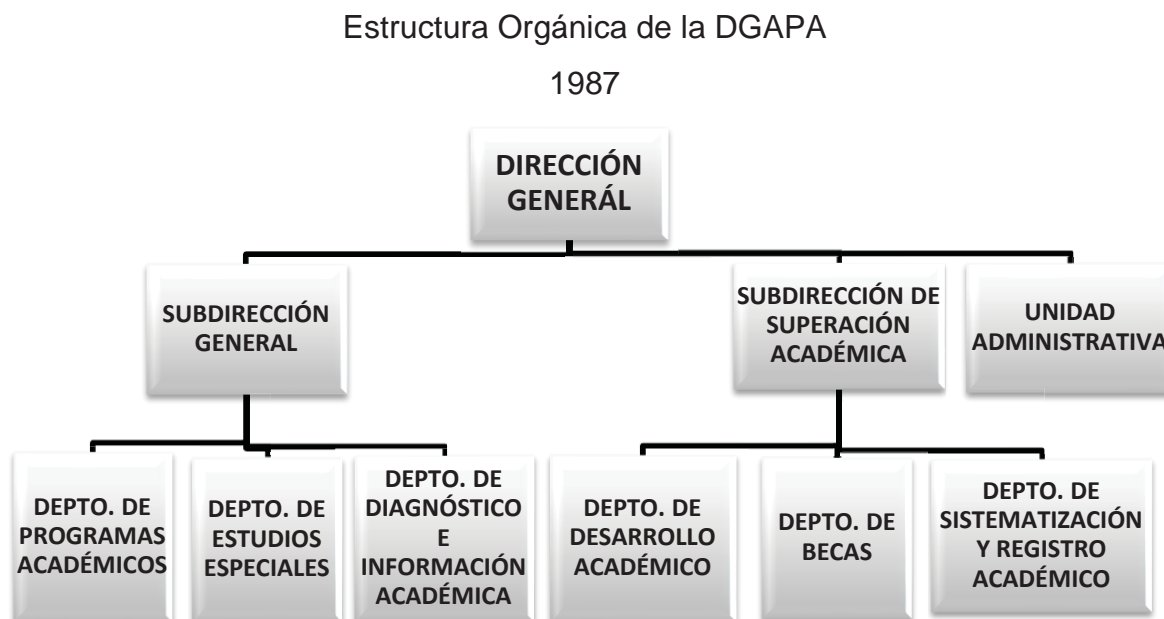 Estructura Orgánica de la DGAPA
1987
DIRECCIÓN
GENERÁL
SUBDIRECCIÓN
GENERAL
SUBDIRECCIÓN DE
SUPERACIÓN
ACADÉMICA
UNIDAD
ADMINISTRATIVA
DEPTO. DE
PROGRAMAS
ACADÉMICOS
DEPTO. DE
ESTUDIOS
ESPECIALES
DEPTO. DE
DIAGNÓSTICO
E
INFORMACIÓN
ACADÉMICA
DEPTO. DE
DESARROLLO
ACADÉMICO
DEPTO. DE
BECAS
DEPTO. DE
SISTEMATIZACIÓN
Y REGISTRO
ACADÉMICO